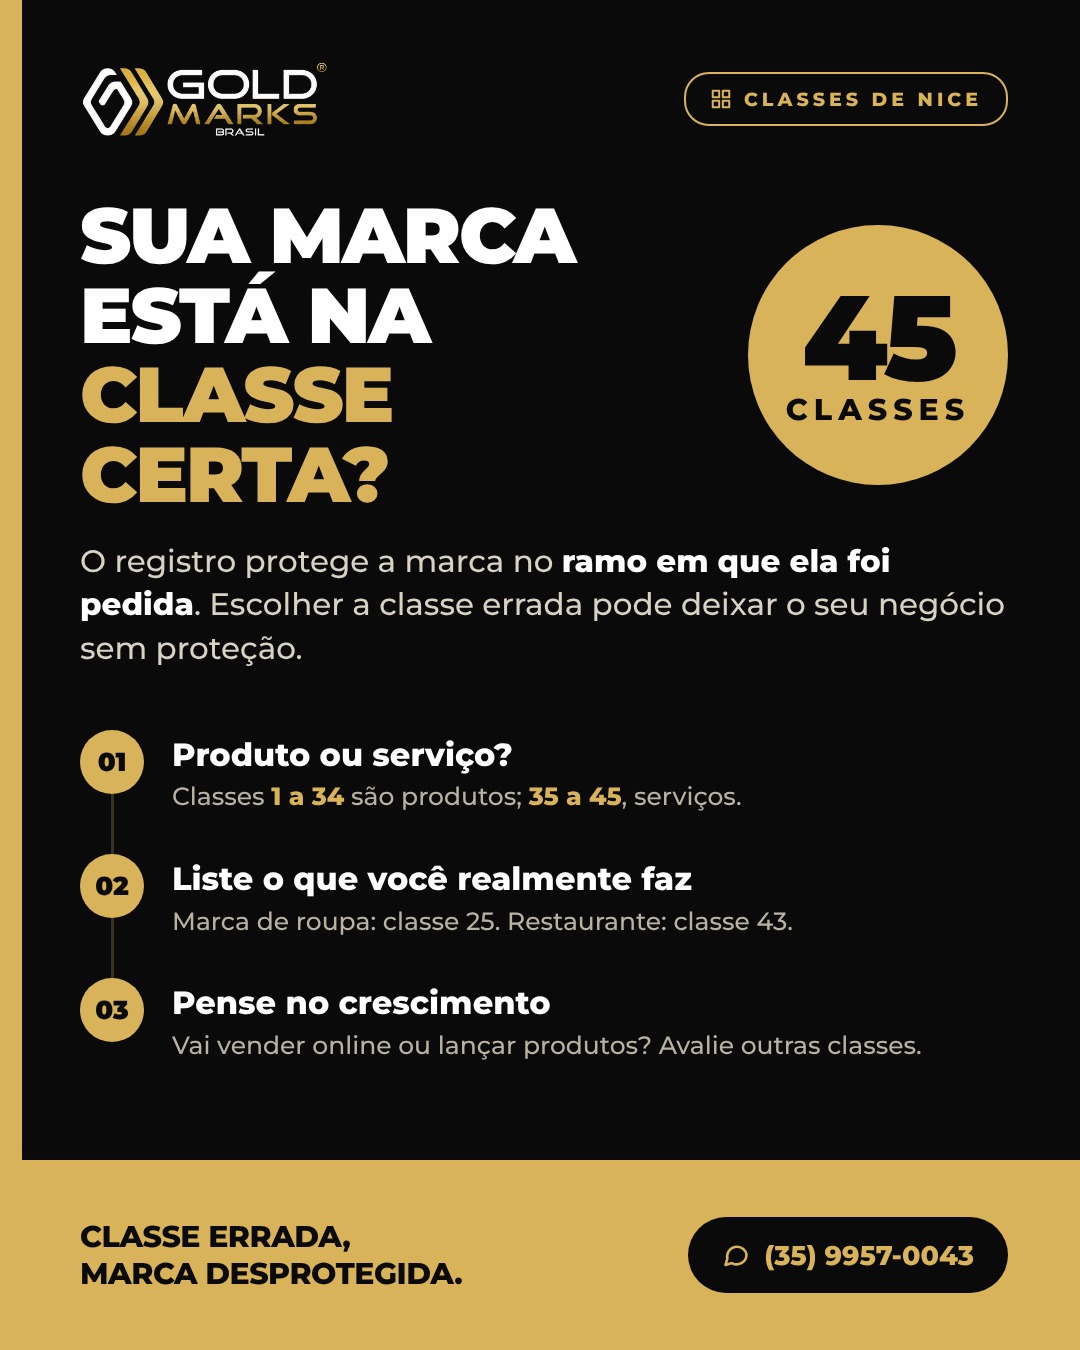 GOLD
MARKS
BRASIL
®
CLASSES DE NICE
SUA MARCA
ESTÁ NA
CLASSE
CERTA?
45
CLASSES
O registro protege a marca no ramo em que ela foi
pedida. Escolher a classe errada pode deixar o seu negócio
sem proteção.
01
Produto ou serviço?
Classes 1 a 34 são produtos; 35 a 45, serviços.
02
Liste o que você realmente faz
Marca de roupa: classe 25. Restaurante: classe 43.
03
Pense no crescimento
Vai vender online ou lançar produtos? Avalie outras classes.
CLASSE ERRADA,
MARCA DESPROTEGIDA.
(35) 9957-0043